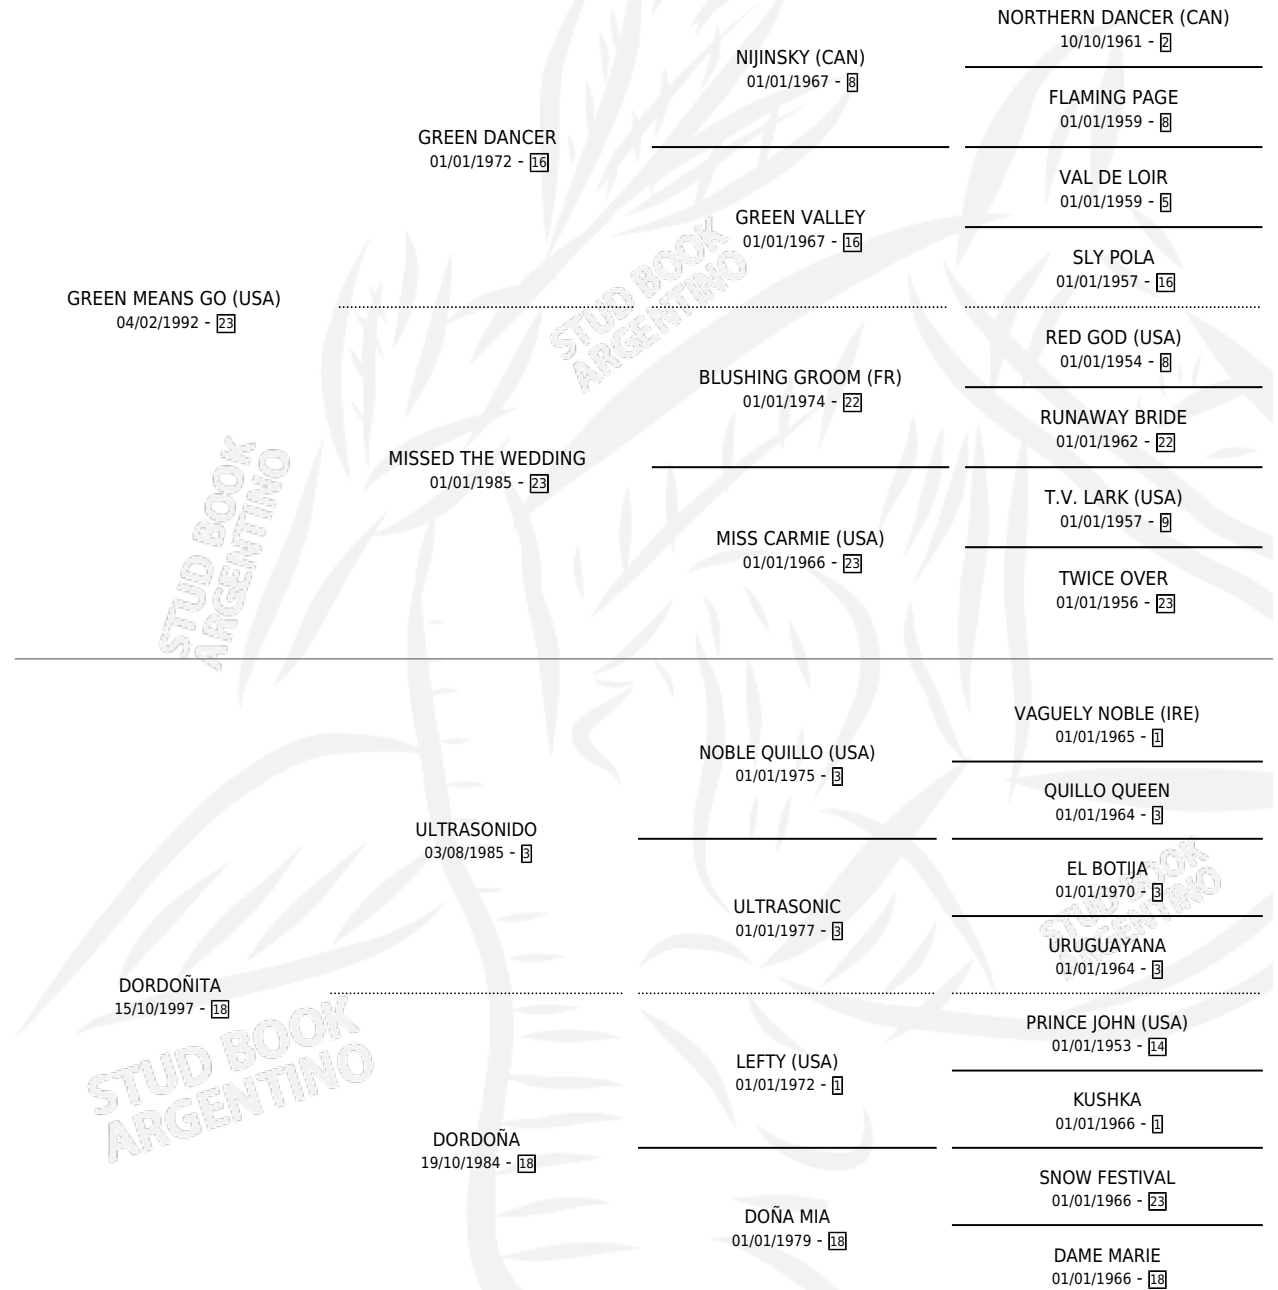 NORTHERN DANCER (CAN)
10/10/1961 - 2
NIJINSKY (CAN)
01/01/1967 - 8
FLAMING PAGE
01/01/1959 - 8
GREEN DANCER
01/01/1972 - 16
VAL DE LOIR
01/01/1959 - 5
GREEN VALLEY
01/01/1967 - 16
SLY POLA
01/01/1957 - 16
GREEN MEANS GO (USA)
04/02/1992 - 23
RED GOD (USA)
01/01/1954 - 8
BLUSHING GROOM (FR)
01/01/1974 - 22
RUNAWAY BRIDE
01/01/1962 - 22
MISSED THE WEDDING
01/01/1985 - 23
T.V. LARK (USA)
01/01/1957 - 9
MISS CARMIE (USA)
01/01/1966 - 23
TWICE OVER
01/01/1956 - 23
VAGUELY NOBLE (IRE)
01/01/1965 - 1
NOBLE QUILLO (USA)
01/01/1975 - 3
QUILLO QUEEN
01/01/1964 - 3
ULTRASONIDO
03/08/1985 - 3
EL BOTIJA
01/01/1970 - 3
ULTRASONIC
01/01/1977 - 3
URUGUAYANA
01/01/1964 - 3
DORDOÑITA
15/10/1997 - 18
PRINCE JOHN (USA)
01/01/1953 - 14
LEFTY (USA)
01/01/1972 - 1
KUSHKA
01/01/1966 - 1
DORDOÑA
19/10/1984 - 18
SNOW FESTIVAL
01/01/1966 - 23
DOÑA MIA
01/01/1979 - 18
DAME MARIE
01/01/1966 - 18
STUD BOOK
ARGENTINO
STUD BOOK
ARGENTINO
STUD BOOK
ARGENTINO
STUD BOOK
ARGENTINO